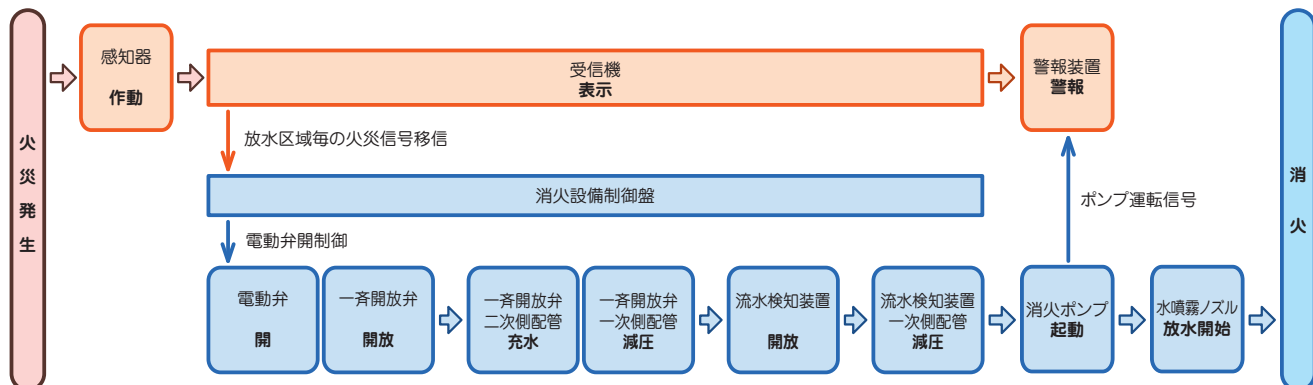 火災発生
感知器
作動
受信機
表示
警報装置
警報
放水区域毎の火災信号移信
消火設備制御盤
電動弁開制御
ポンプ運転信号
電動弁
開
一斉開放弁
開放
一斉開放弁
二次側配管
充水
一斉開放弁
一次側配管
減圧
流水検知装置
開放
流水検知装置
一次側配管
減圧
消火ポンプ
起動
水噴霧ノズル
放水開始
消火